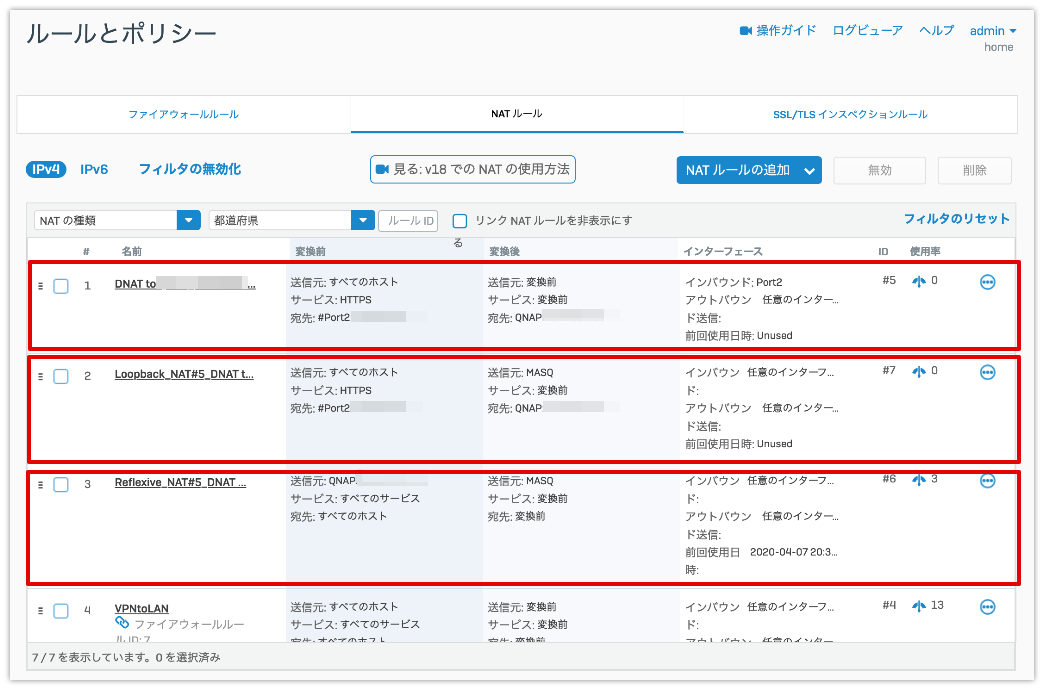 ルールとポリシー
操作ガイド ログビューア ヘルプ admin
home
ファイアウォールルール NAT ルール SSL/TLS インスペクションルール
IPv4 IPv6 フィルタの無効化 見る: v18 での NAT の使用方法 NAT ルールの追加 無効 削除
NAT の種類 都道府県 ルール ID リンク NAT ルールを非表示にす
る
フィルタのリセット
# 名前 変換前 変換後 インターフェース ID 使用率
1 DNAT to ... 送信元: すべてのホスト 送信元: 変換前 インバウンド: Port2 #5 0
サービス: HTTPS サービス: 変換前 アウトバウン 任意のインター...
宛先: #Port2 宛先: QNAP ド送信:
前回使用日時: Unused
2 Loopback_NAT#5_DNAT t... 送信元: すべてのホスト 送信元: MASQ インバウン 任意のインターフ... #7 0
サービス: HTTPS サービス: 変換前 ド:
宛先: #Port2 宛先: QNAP アウトバウン 任意のインター...
ド送信:
前回使用日時: Unused
3 Reflexive_NAT#5_DNAT ... 送信元: QNAP 送信元: MASQ インバウン 任意のインターフ... #6 3
サービス: すべてのサービス サービス: 変換前 ド:
宛先: すべてのホスト 宛先: 変換前 アウトバウン 任意のインター...
ド送信:
前回使用日 2020-04-07 20:3...
時:
4 VPNtoLAN 送信元: すべてのホスト 送信元: 変換前 インバウン 任意のインターフ... #4 13
ファイアウォールルー サービス: すべてのサービス サービス: 変換前 ド:
ル ID: 7 宛先: すべてのホスト 宛先: 変換前 アウトバウン 任意のインター...
7 / 7 を表示しています。0 を選択済み